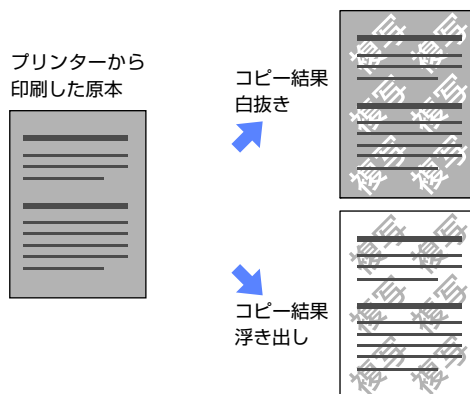 プリンターから
印刷した原本
コピー結果
白抜き
複写 複写
複写 複写
複写 複写
コピー結果
浮き出し
複写 複写
複写 複写
複写 複写